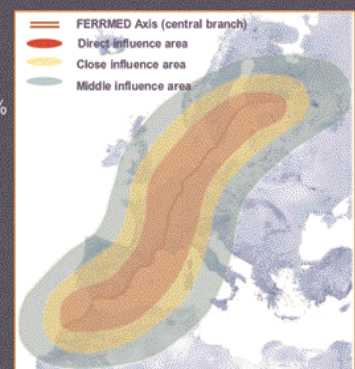 FERRMED Axis (central branch)
Direct influence area
Close influence area
Middle influence area
%